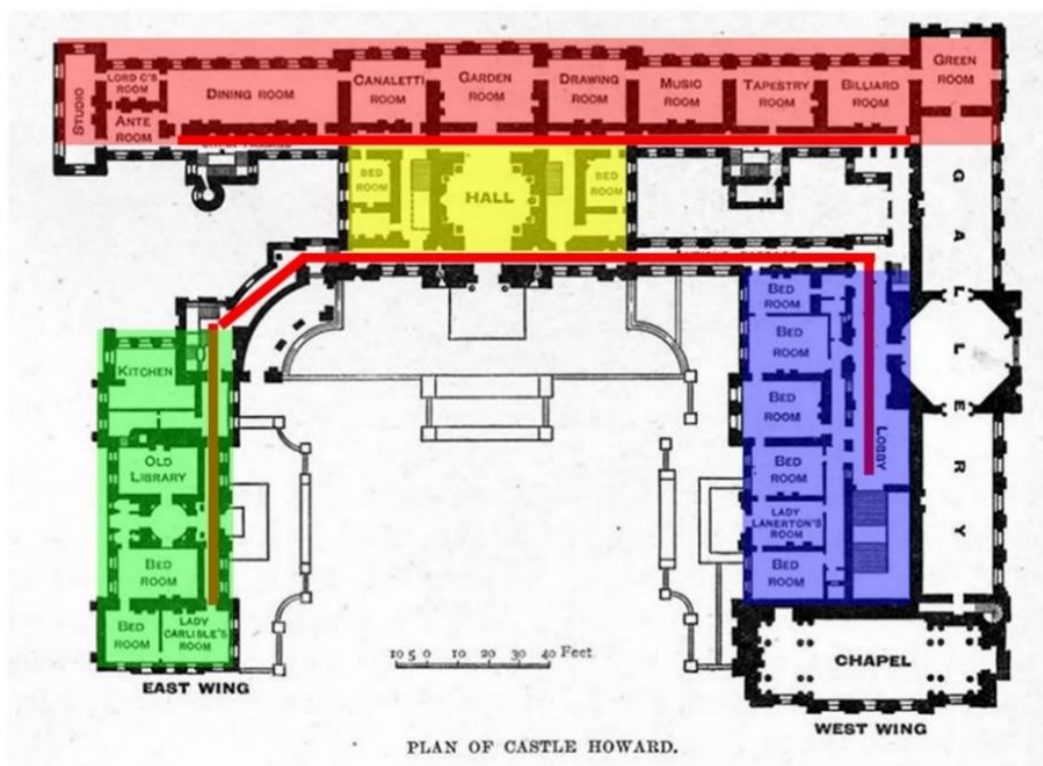 STUDIO
LORD C'S
ROOM
ANTE
ROOM
DINING ROOM
CANALETTI
ROOM
GARDEN
ROOM
DRAWING
ROOM
MUSIC
ROOM
TAPESTRY
ROOM
BILLIARD
ROOM
GREEN
ROOM
BED
ROOM
HALL
BED
ROOM
GALLERY
KITCHEN
OLD
LIBRARY
BED
ROOM
BED
ROOM
LADY
CARLISLE'S
ROOM
EAST WING
BED
ROOM
BED
ROOM
BED
ROOM
BED
ROOM
LADY
LANERTON'S
ROOM
BED
ROOM
LOBBY
CHAPEL
WEST WING
10 5 0 10 20 30 40 Feet
PLAN OF CASTLE HOWARD.